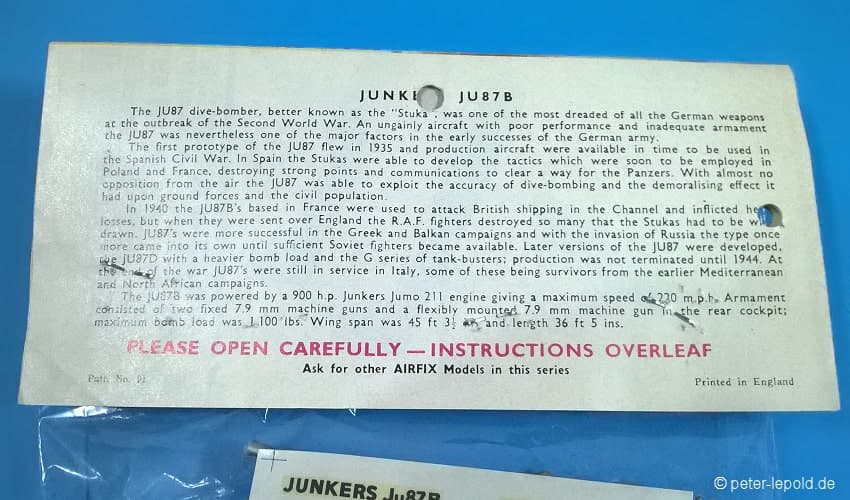 JUNKE JU87B
The JU87 dive-bomber, better known as the "Stuka", was one of the most dreaded of all the German weapons
at the outbreak of the Second World War. An ungainly aircraft with poor performance and inadequate armament
the JU87 was nevertheless one of the major factors in the early successes of the German army.
The first prototype of the JU87 flew in 1935 and production aircraft were available in time to be used in
the Spanish Civil War. In Spain the Stukas were able to develop the tactics which were soon to be employed in
Poland and France, destroying strong points and communications to clear a way for the Panzers. With almost no
opposition from the air the JU87 was able to exploit the accuracy of dive-bombing and the demoralising effect it
had upon ground forces and the civil population.
In 1940 the JU87B's based in France were used to attack British shipping in the Channel and inflicted
losses, but when they were sent over England the R.A.F. fighters destroyed so many that the Stukas had to be
drawn. JU87's were more successful in the Greek and Balkan campaigns and with the invasion of Russia the type once
more came into its own until sufficient Soviet fighters became available. Later versions of the JU87 were developed,
the JU87D with a heavier bomb load and the G series of tank-busters; production was not terminated until 1944. At
the end of the war JU87's were still in service in Italy, some of these being survivors from the earlier Mediterranean
and North African campaigns.
The JU87B was powered by a 900 h.p. Junkers Jumo 211 engine giving a maximum speed of 230 m.p.h. Armament
consisted of two fixed 7.9 mm machine guns and a flexibly mounted 7.9 mm machine gun in the rear cockpit;
maximum bomb load was 1,100 lbs. Wing span was 45 ft 3½ and length 36 ft 5 ins.
PLEASE OPEN CAREFULLY — INSTRUCTIONS OVERLEAF
Ask for other AIRFIX Models in this series
No. Printed in England
JUNKERS Ju87B
© peter-lepold.de